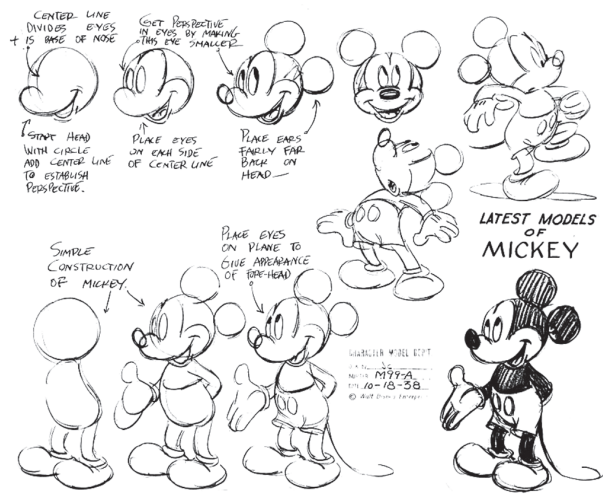 CENTER LINE
DIVIDES EYES
+ IS BASE OF NOSE
GET PERSPECTIVE
IN EYES BY MAKING
THIS EYE SMALLER
START HEAD
WITH CIRCLE
ADD CENTER LINE
TO ESTABLISH
PERSPECTIVE.
PLACE EYES
ON EACH SIDE
OF CENTER LINE
PLACE EARS
FAIRLY FAR
BACK ON
HEAD—
LATEST MODELS
OF
MICKEY
SIMPLE
CONSTRUCTION
OF MICKEY.
PLACE EYES
ON PLANE TO
GIVE APPEARANCE
OF FORE-HEAD
CHARACTER MODEL DEPT
M99-A
10-18-38
© Walt Disney